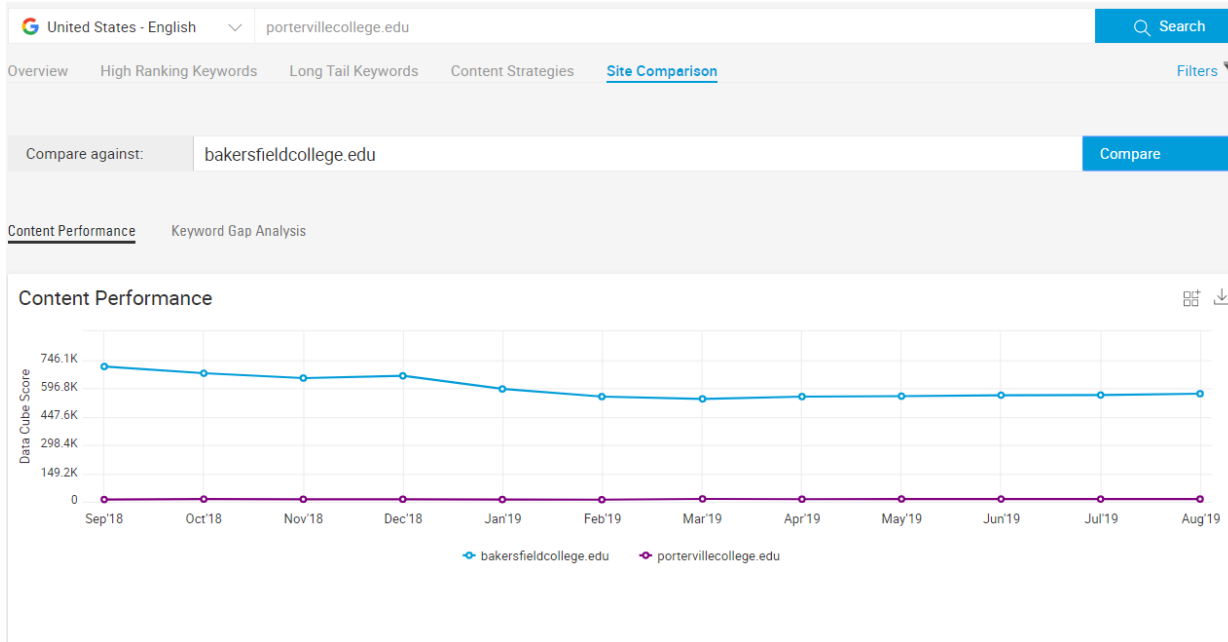 United States - English portervillecollege.edu Search
Overview High Ranking Keywords Long Tail Keywords Content Strategies Site Comparison Filters
Compare against: bakersfieldcollege.edu Compare
Content Performance Keyword Gap Analysis
Content Performance
Data Cube Score
746.1K
596.8K
447.6K
298.4K
149.2K
0
Sep'18 Oct'18 Nov'18 Dec'18 Jan'19 Feb'19 Mar'19 Apr'19 May'19 Jun'19 Jul'19 Aug'19
bakersfieldcollege.edu portervillecollege.edu